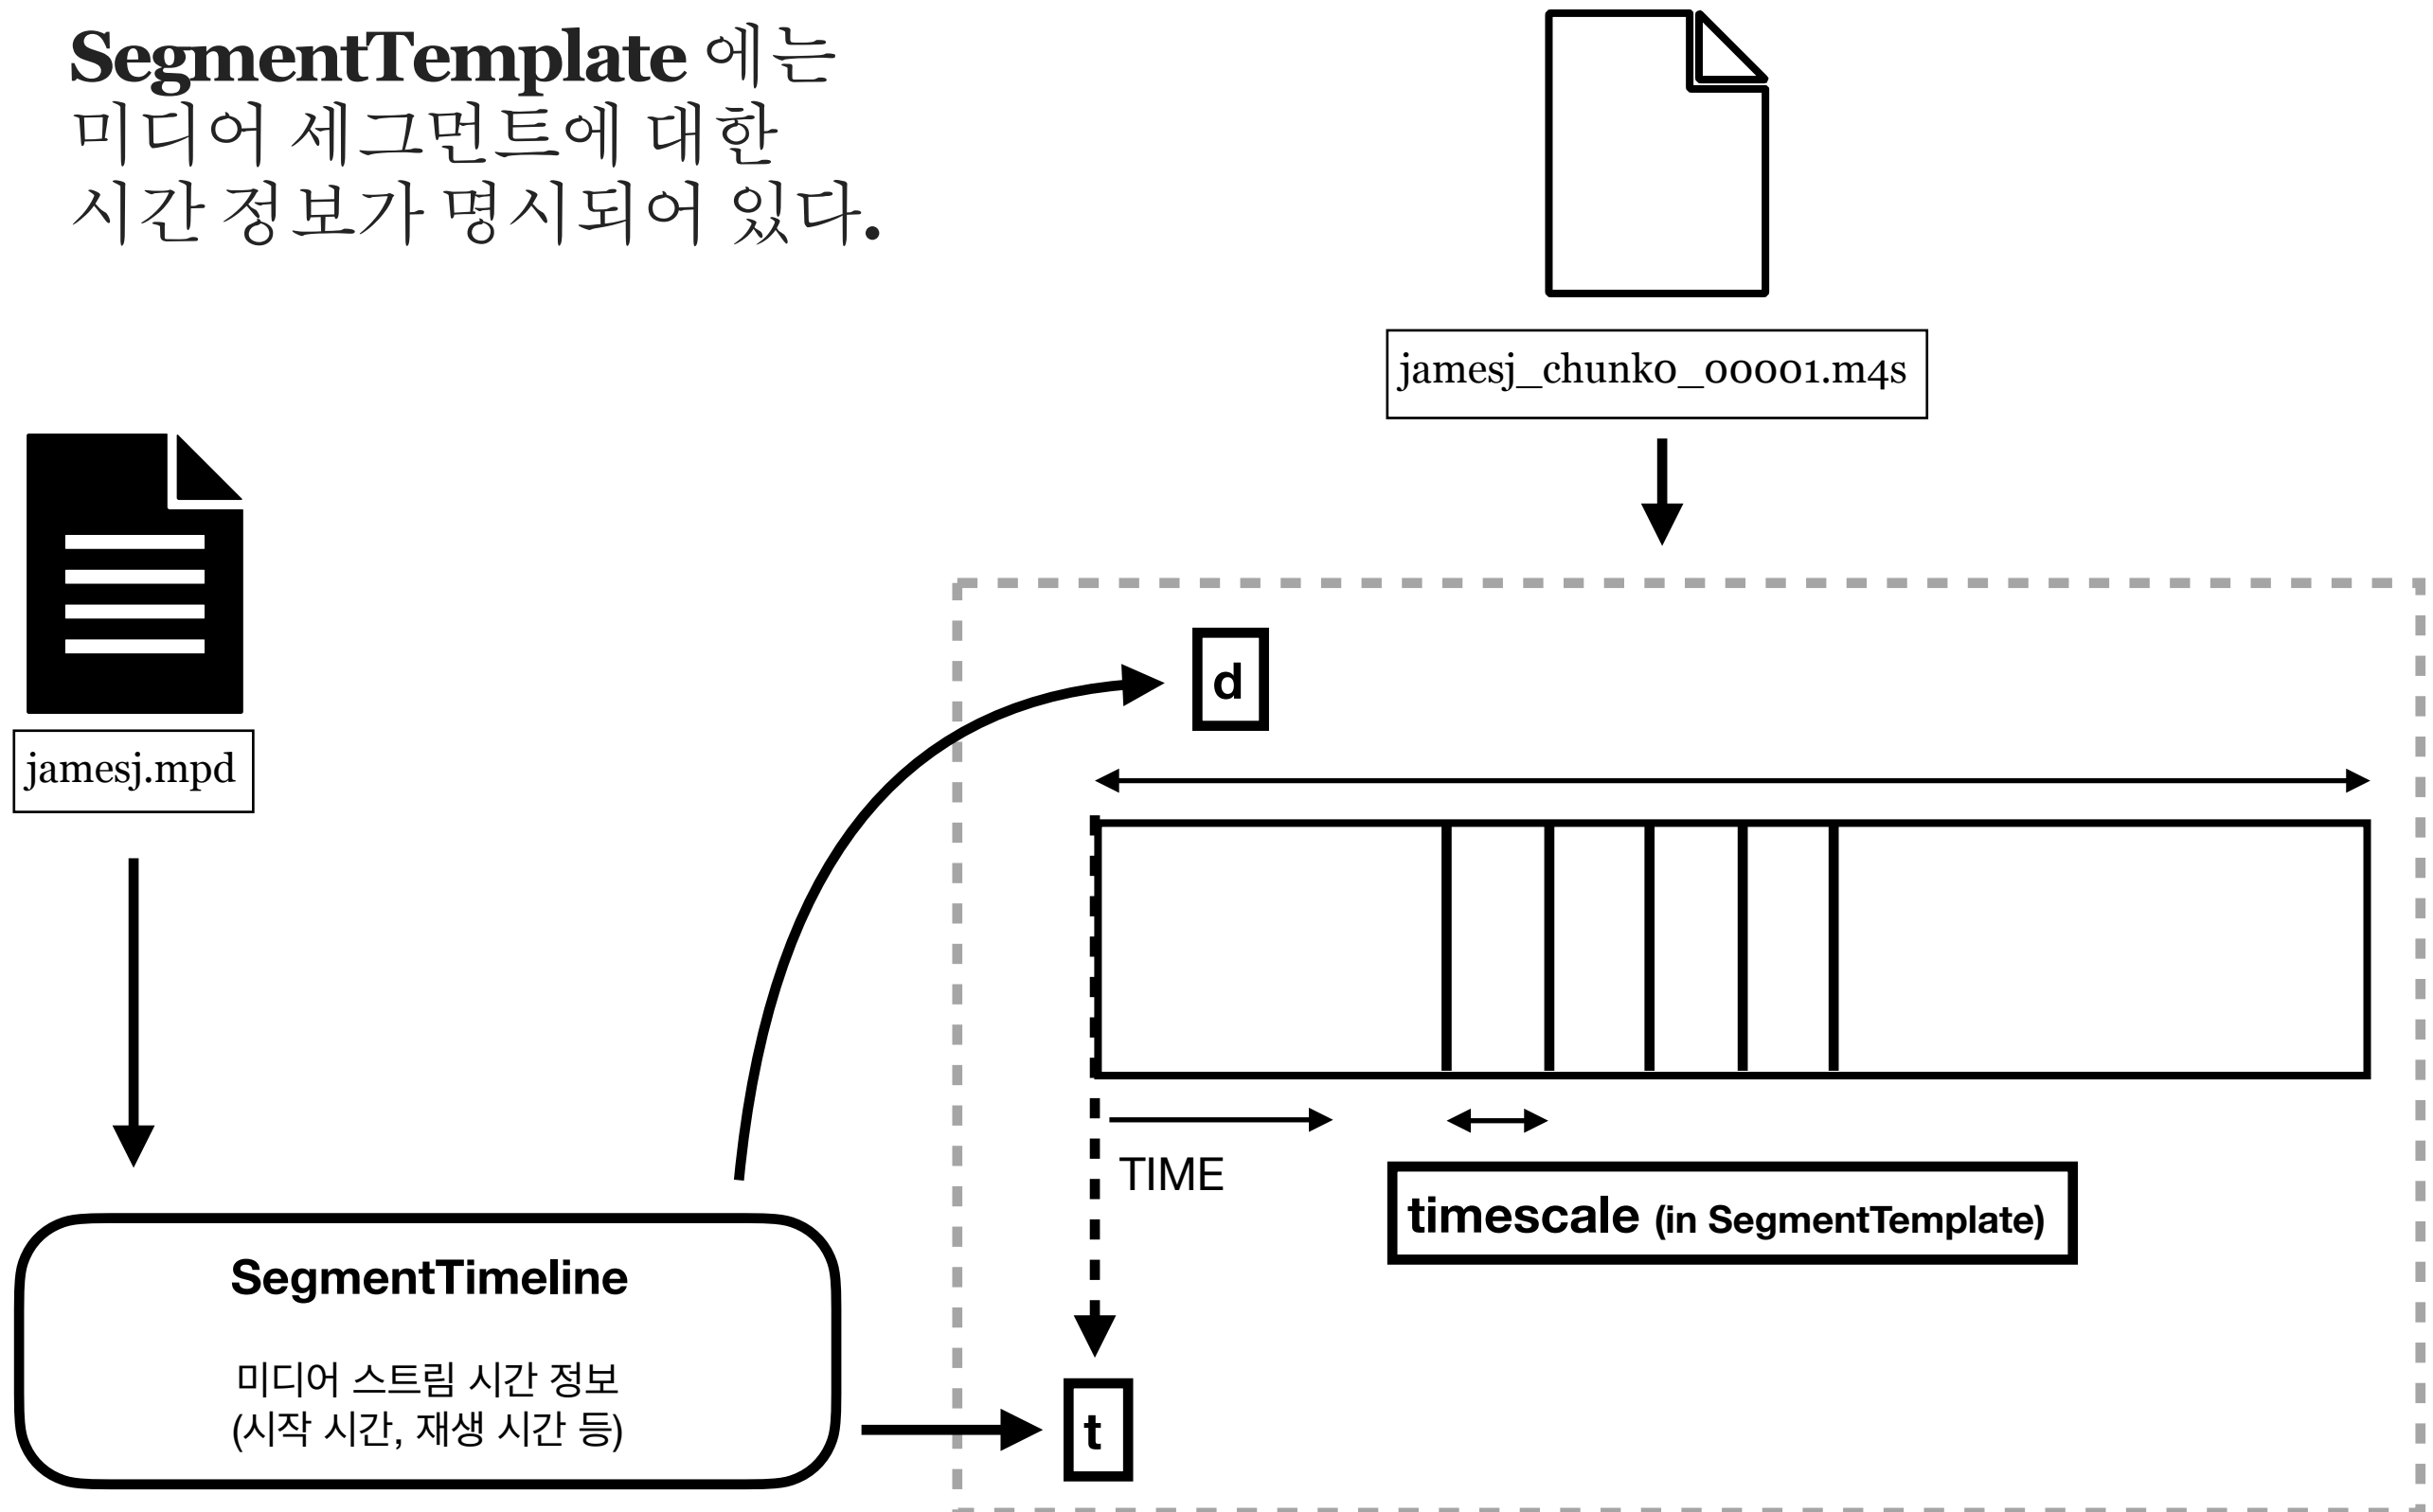 SegmentTemplate 에는
미디어 세그먼트에 대한
시간 정보가 명시되어 있다.
jamesj_chunk0_00001.m4s
jamesj.mpd
d
TIME
timescale (in SegmentTemplate)
SegmentTimeline
미디어 스트림 시간 정보
(시작 시간, 재생 시간 등)
t